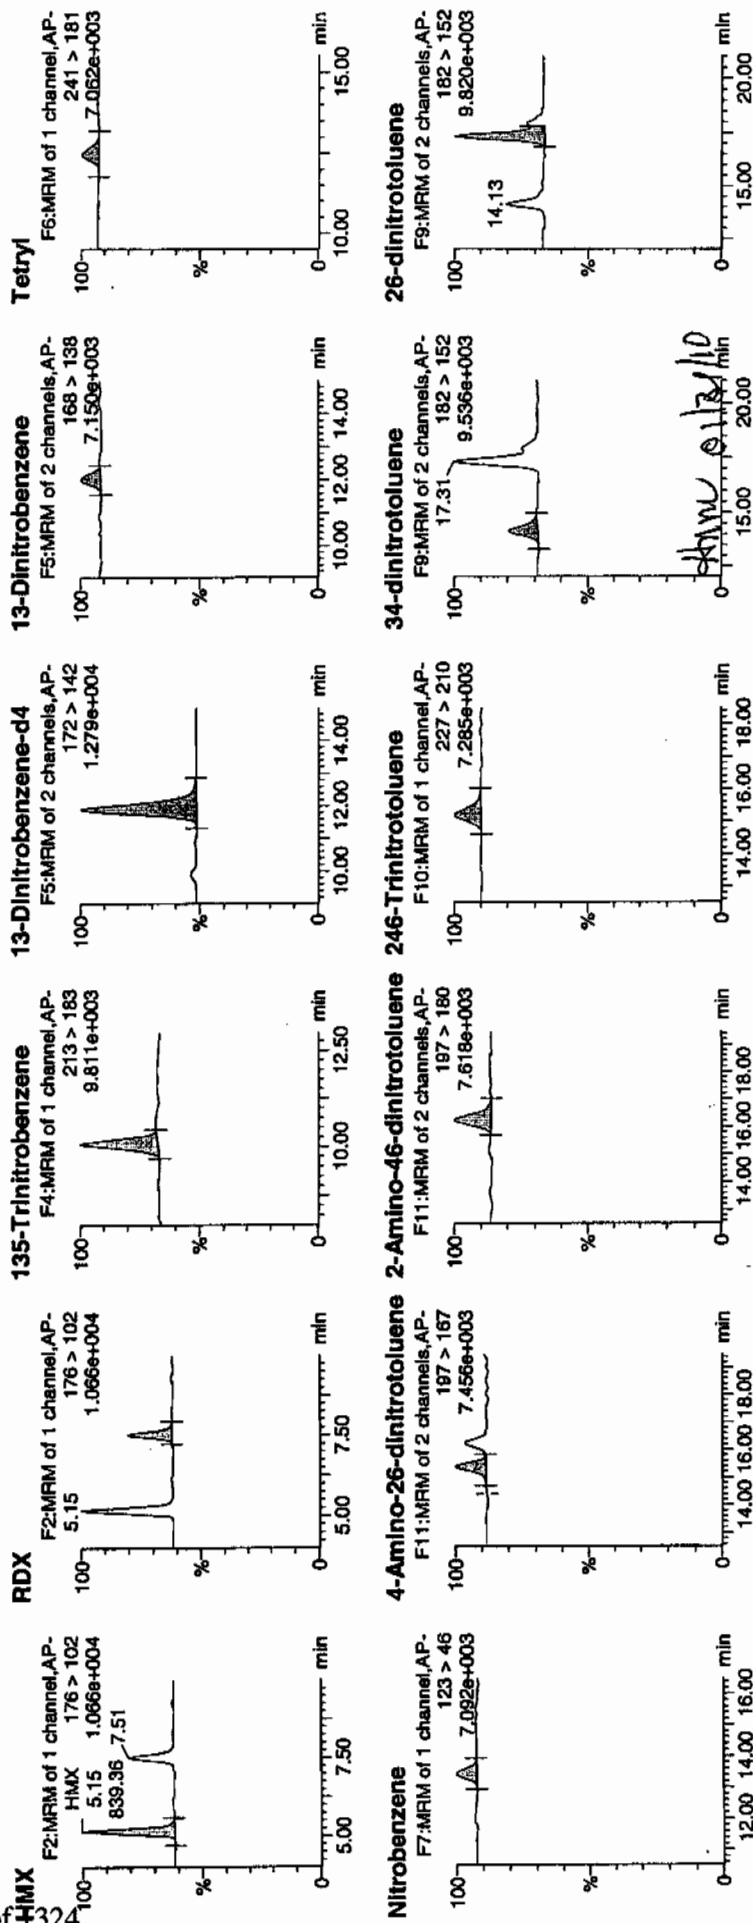 HMX
F2:MRM of 1 channel,AP-
HMX 176 > 102
5.15 1.066e+004
839.36
7.51
100
%
0
5.00 7.50 min
RDX
F2:MRM of 1 channel,AP-
5.15 176 > 102
1.066e+004
100
%
0
5.00 7.50 min
135-Trinitrobenzene
F4:MRM of 1 channel,AP-
213 > 183
9.811e+003
100
%
0
10.00 12.50 min
13-Dinitrobenzene-d4
F5:MRM of 2 channels,AP-
172 > 142
1.279e+004
100
%
0
10.00 12.00 14.00 min
13-Dinitrobenzene
F5:MRM of 2 channels,AP-
168 > 138
7.150e+003
100
%
0
10.00 12.00 14.00 min
Tetryl
F6:MRM of 1 channel,AP-
241 > 181
7.062e+003
100
%
0
10.00 15.00 min
Nitrobenzene
F7:MRM of 1 channel,AP-
123 > 46
7.092e+003
100
%
0
12.00 14.00 16.00 min
4-Amino-26-dinitrotoluene
F11:MRM of 2 channels,AP-
197 > 167
7.456e+003
100
%
0
14.00 16.00 18.00 min
2-Amino-46-dinitrotoluene
F11:MRM of 2 channels,AP-
197 > 180
7.618e+003
100
%
0
14.00 16.00 18.00 min
246-Trinitrotoluene
F10:MRM of 1 channel,AP-
227 > 210
7.285e+003
100
%
0
14.00 16.00 18.00 min
34-dinitrotoluene
F9:MRM of 2 channels,AP-
17.31 182 > 152
9.536e+003
100
%
0
15.00 20.00 min
01/31/10
26-dinitrotoluene
F9:MRM of 2 channels,AP-
182 > 152
9.820e+003
14.13
100
%
0
15.00 20.00 min
324